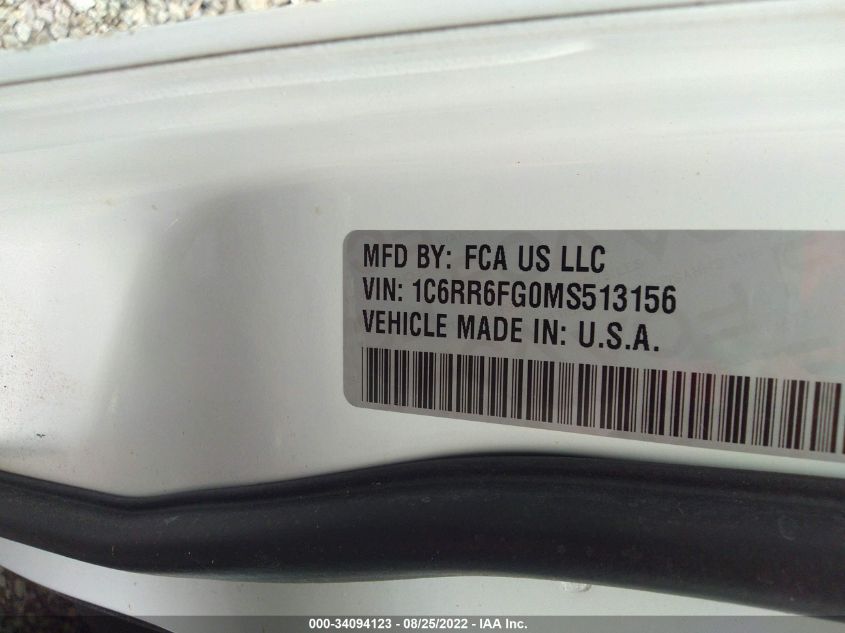 MFD BY: FCA US LLC
VIN: 1C6RR6FG0MS513156
VEHICLE MADE IN: U.S.A.
000-34094123 - 08/25/2022 - IAA Inc.